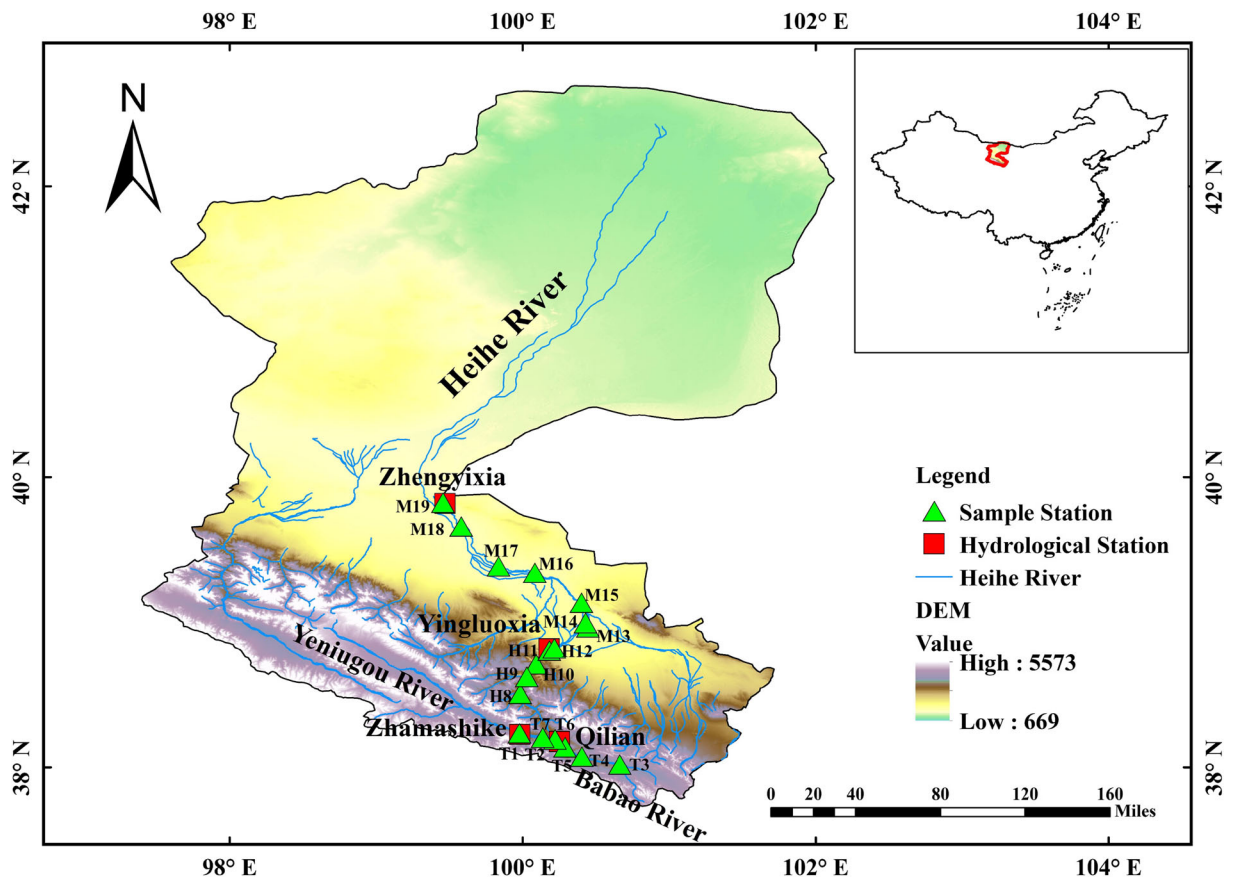 98° E
100° E
102° E
104° E
N
42° N
42° N
Heihe River
40° N
40° N
Zhengyixia
M19
M18
M17
M16
M15
M14
M13
Yingluoxia
H11
H12
H10
H9
H8
Yeniugou River
Zhamashike
T7
T6
Qilian
T1
T2
T5
T4
T3
Babao River
38° N
38° N
Legend
Sample Station
Hydrological Station
Heihe River
DEM
Value
High : 5573
Low : 669
0 20 40 80 120 160
Miles
98° E
100° E
102° E
104° E